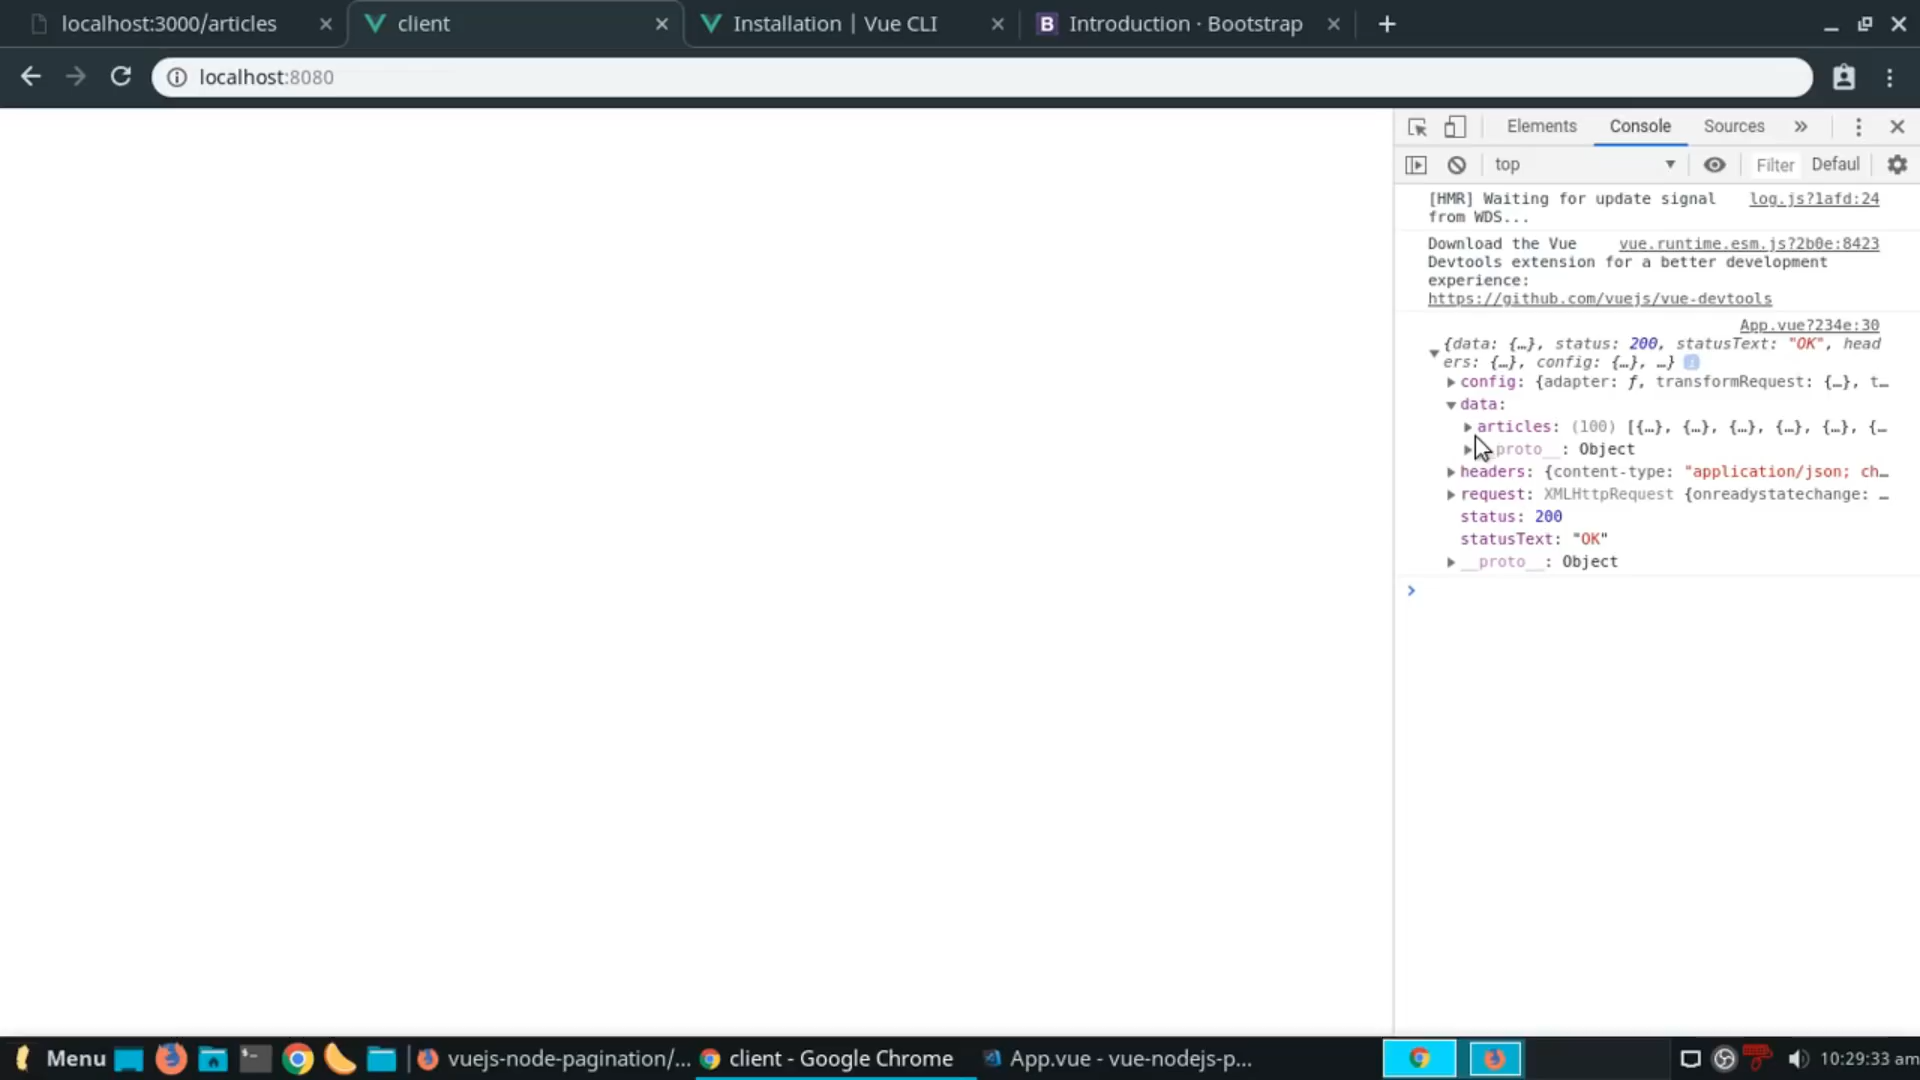 localhost:3000/articles
client
Installation | Vue CLI
B Introduction · Bootstrap
localhost:8080
Elements Console Sources
top Filter Defaul
[HMR] Waiting for update signal log.js?1afd:24
from WDS...
Download the Vue vue.runtime.esm.js?2b0e:8423
Devtools extension for a better development
experience:
https://github.com/vuejs/vue-devtools
App.vue?234e:30
{data: {…}, status: 200, statusText: "OK", head
ers: {…}, config: {…}, …}
config: {adapter: ƒ, transformRequest: {…}, t…
data:
articles: (100) [{…}, {…}, {…}, {…}, {…}, {…
proto__: Object
headers: {content-type: "application/json; ch…
request: XMLHttpRequest {onreadystatechange: …
status: 200
statusText: "OK"
__proto__: Object
Menu vuejs-node-pagination/... client - Google Chrome App.vue - vue-nodejs-p... 10:29:33 am